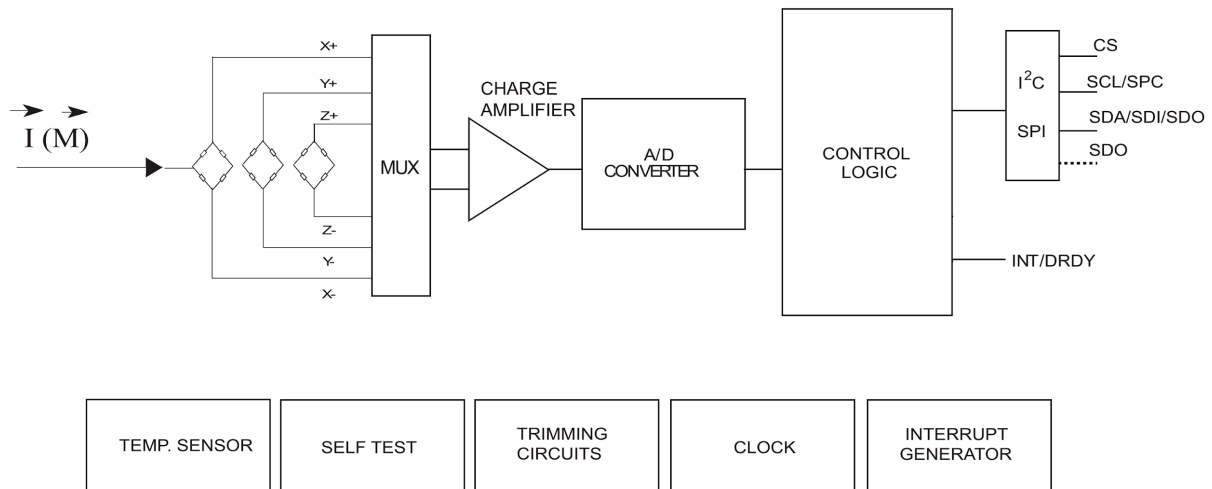 X+
Y+
Z+
I (M)
Z-
Y-
X-
MUX
CHARGE
AMPLIFIER
A/D
CONVERTER
CONTROL
LOGIC
I²C
SPI
CS
SCL/SPC
SDA/SDI/SDO
SDO
INT/DRDY
TEMP. SENSOR
SELF TEST
TRIMMING
CIRCUITS
CLOCK
INTERRUPT
GENERATOR